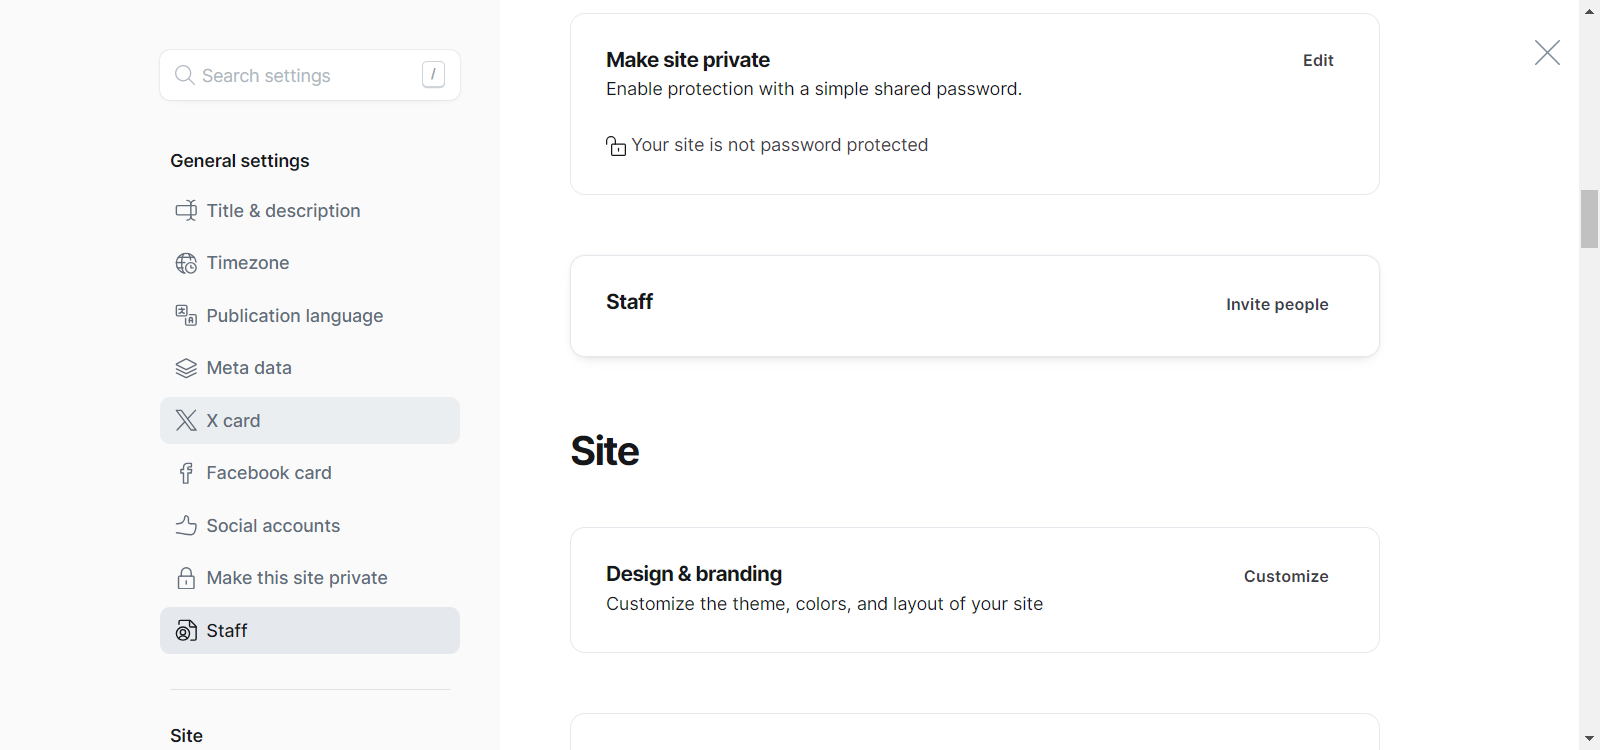 Search settings
/
General settings
Title & description
Timezone
Publication language
Meta data
X card
Facebook card
Social accounts
Make this site private
Staff
Site
Make site private
Edit
Enable protection with a simple shared password.
Your site is not password protected
Staff
Invite people
Site
Design & branding
Customize
Customize the theme, colors, and layout of your site